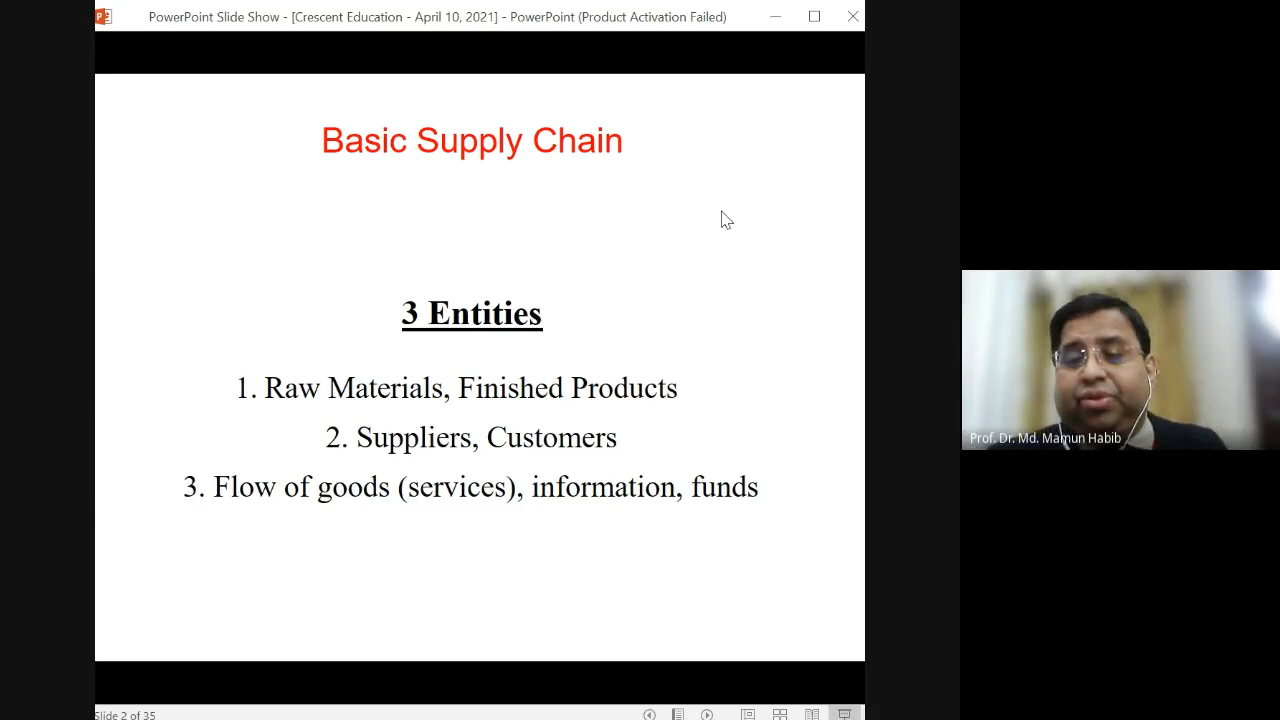 PowerPoint Slide Show - [Crescent Education - April 10, 2021] - PowerPoint (Product Activation Failed)
Basic Supply Chain
3 Entities
1. Raw Materials, Finished Products
2. Suppliers, Customers
3. Flow of goods (services), information, funds
Prof. Dr. Md. Mamun Habib
Slide 2 of 35